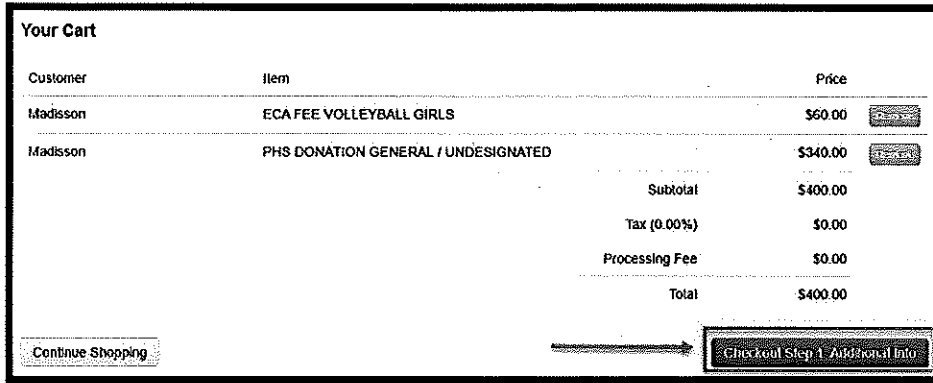 Your Cart
Customer Item Price
Madisson ECA FEE VOLLEYBALL GIRLS $60.00
Madisson PHS DONATION GENERAL / UNDESIGNATED $340.00
Subtotal $400.00
Tax (0.00%) $0.00
Processing Fee $0.00
Total $400.00
Continue Shopping Checkout Step 1: Additional Info